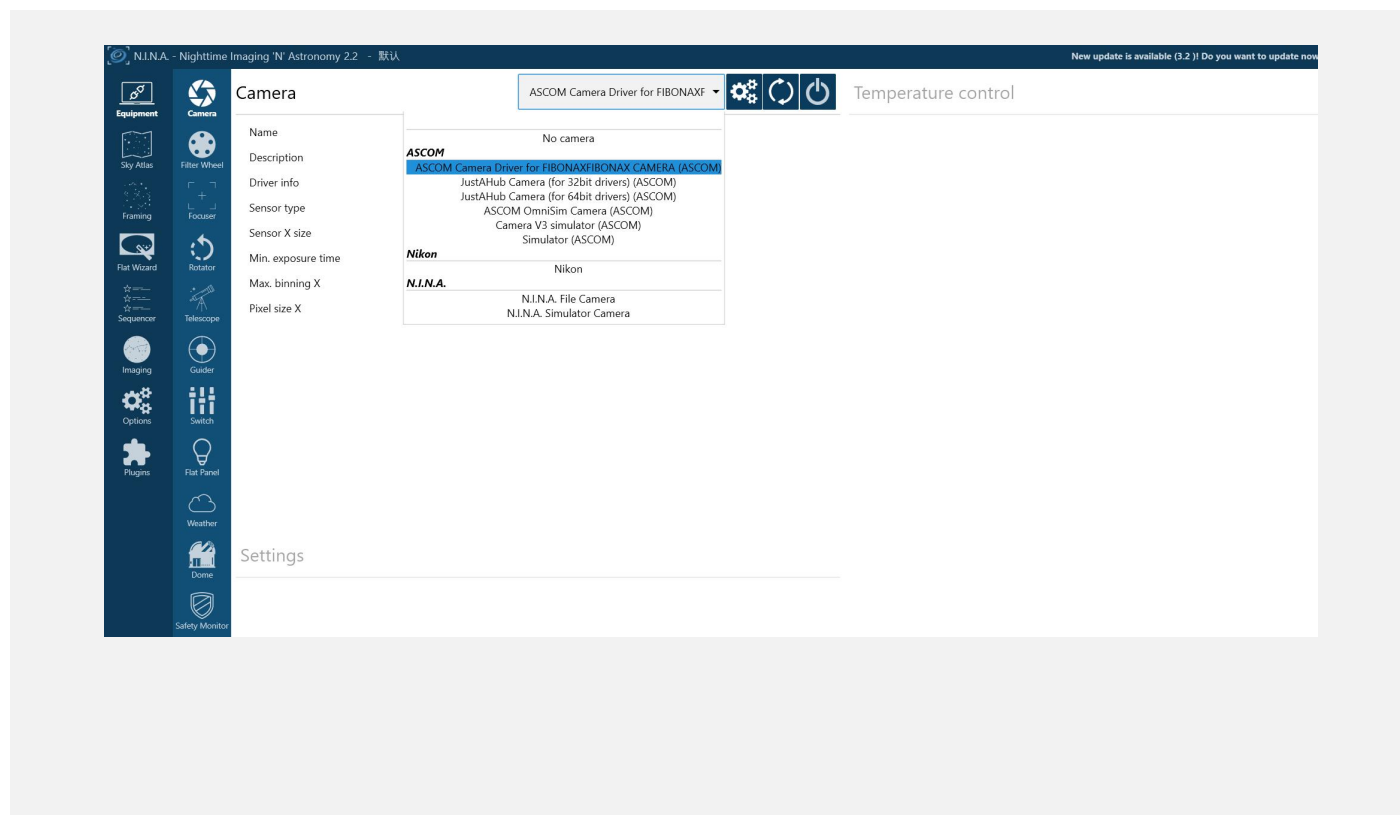 N.I.N.A. - Nighttime Imaging 'N' Astronomy 2.2 - 默认
New update is available (3.2 )! Do you want to update now
Equipment
Sky Atlas
Framing
Flat Wizard
Sequencer
Imaging
Options
Plugins
Camera
Filter Wheel
Focuser
Rotator
Telescope
Guider
Switch
Flat Panel
Weather
Dome
Safety Monitor
Camera
ASCOM Camera Driver for FIBONAXF
Name
Description
Driver info
Sensor type
Sensor X size
Min. exposure time
Max. binning X
Pixel size X
No camera
ASCOM
ASCOM Camera Driver for FIBONAXFIBONAX CAMERA (ASCOM)
JustAHub Camera (for 32bit drivers) (ASCOM)
JustAHub Camera (for 64bit drivers) (ASCOM)
ASCOM OmniSim Camera (ASCOM)
Camera V3 simulator (ASCOM)
Simulator (ASCOM)
Nikon
Nikon
N.I.N.A.
N.I.N.A. File Camera
N.I.N.A. Simulator Camera
Settings
Temperature control